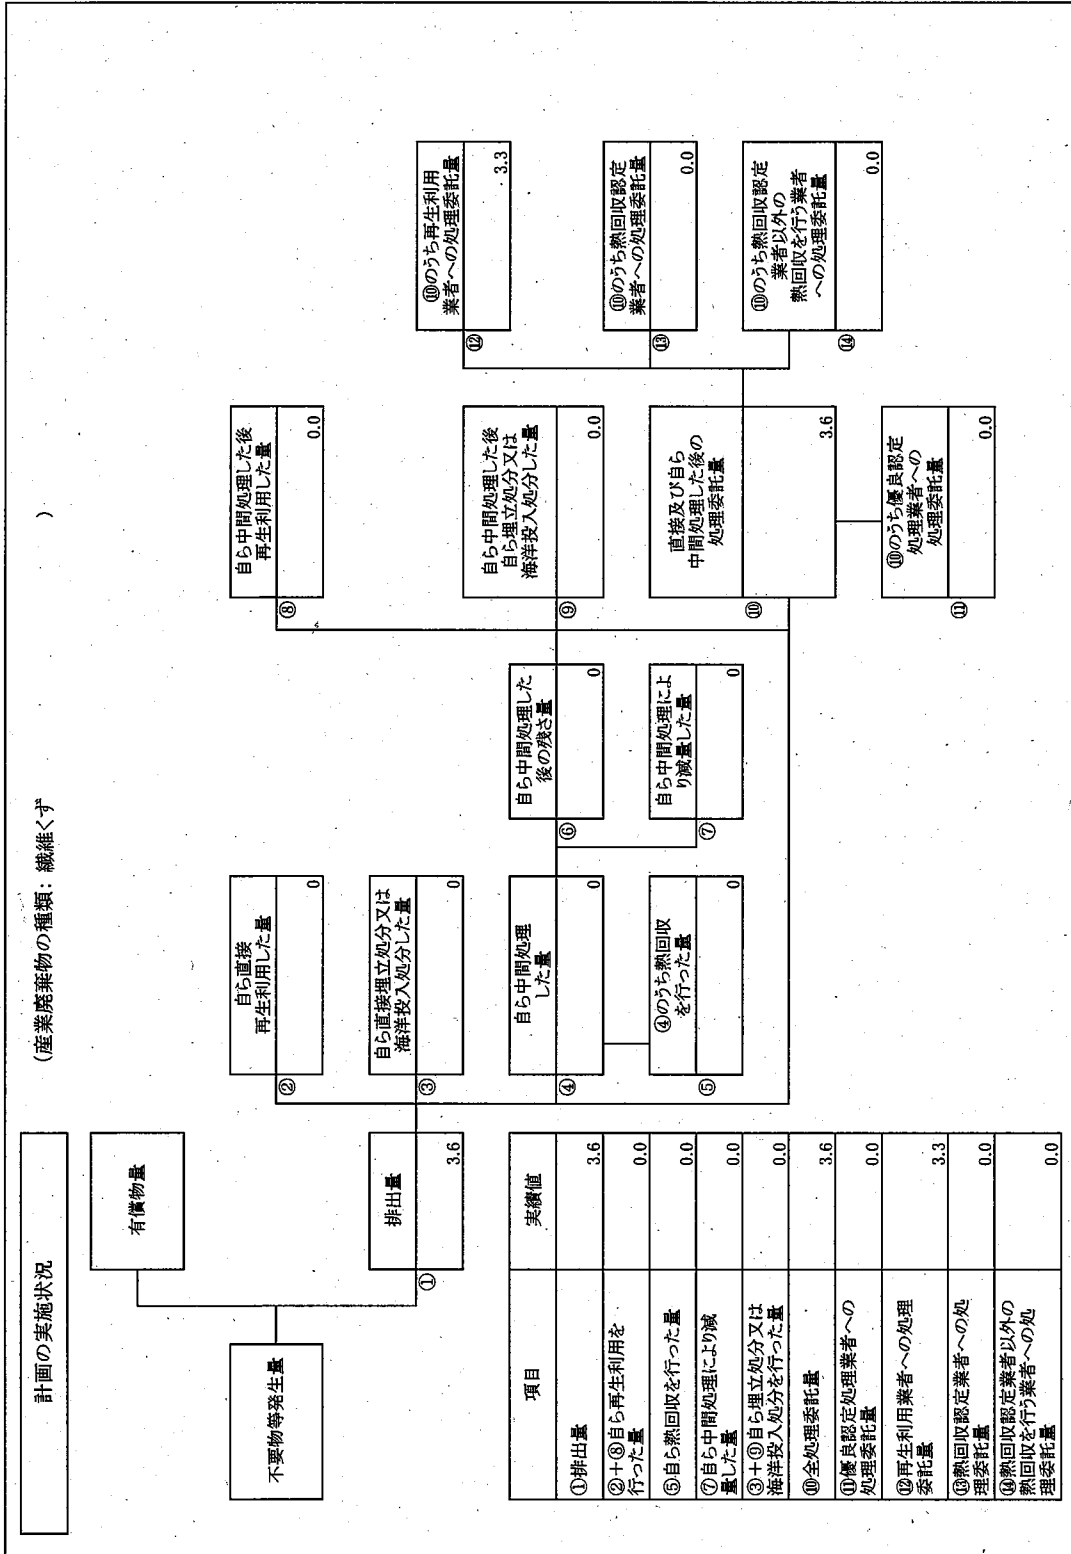 計画の実施状況
(産業廃棄物の種類: 繊維くず
)
不要物等発生量
有償物量
排出量
①
3.6
自ら直接
再生利用した量
②
0
自ら直接埋立処分又は
海洋投入処分した量
③
0
自ら中間処理
した量
④
0
④のうち熱回収
を行った量
⑤
0
自ら中間処理した
後の残さ量
⑥
0
自ら中間処理によ
り減量した量
⑦
0
自ら中間処理した後
再生利用した量
⑧
0.0
自ら中間処理した後
自ら埋立処分又は
海洋投入処分した量
⑨
0.0
直接及び自ら
中間処理した後の
処理委託量
⑩
3.6
⑩のうち優良認定
処理業者への
処理委託量
⑪
0.0
⑩のうち再生利用
業者への処理委託量
⑫
3.3
⑩のうち熱回収認定
業者への処理委託量
⑬
0.0
⑩のうち熱回収認定
業者以外の
熱回収を行う業者
への処理委託量
⑭
0.0
項目
実績値
①排出量
3.6
②+⑧自ら再生利用を
行った量
0.0
⑤自ら熱回収を行った量
0.0
⑦自ら中間処理により減
量した量
0.0
③+⑨自ら埋立処分又は
海洋投入処分を行った量
0.0
⑩全処理委託量
3.6
⑪優良認定処理業者への
処理委託量
0.0
⑫再生利用業者への処理
委託量
3.3
⑬熱回収認定業者への処
理委託量
0.0
⑭熱回収認定業者以外の
熱回収を行う業者への処
理委託量
0.0